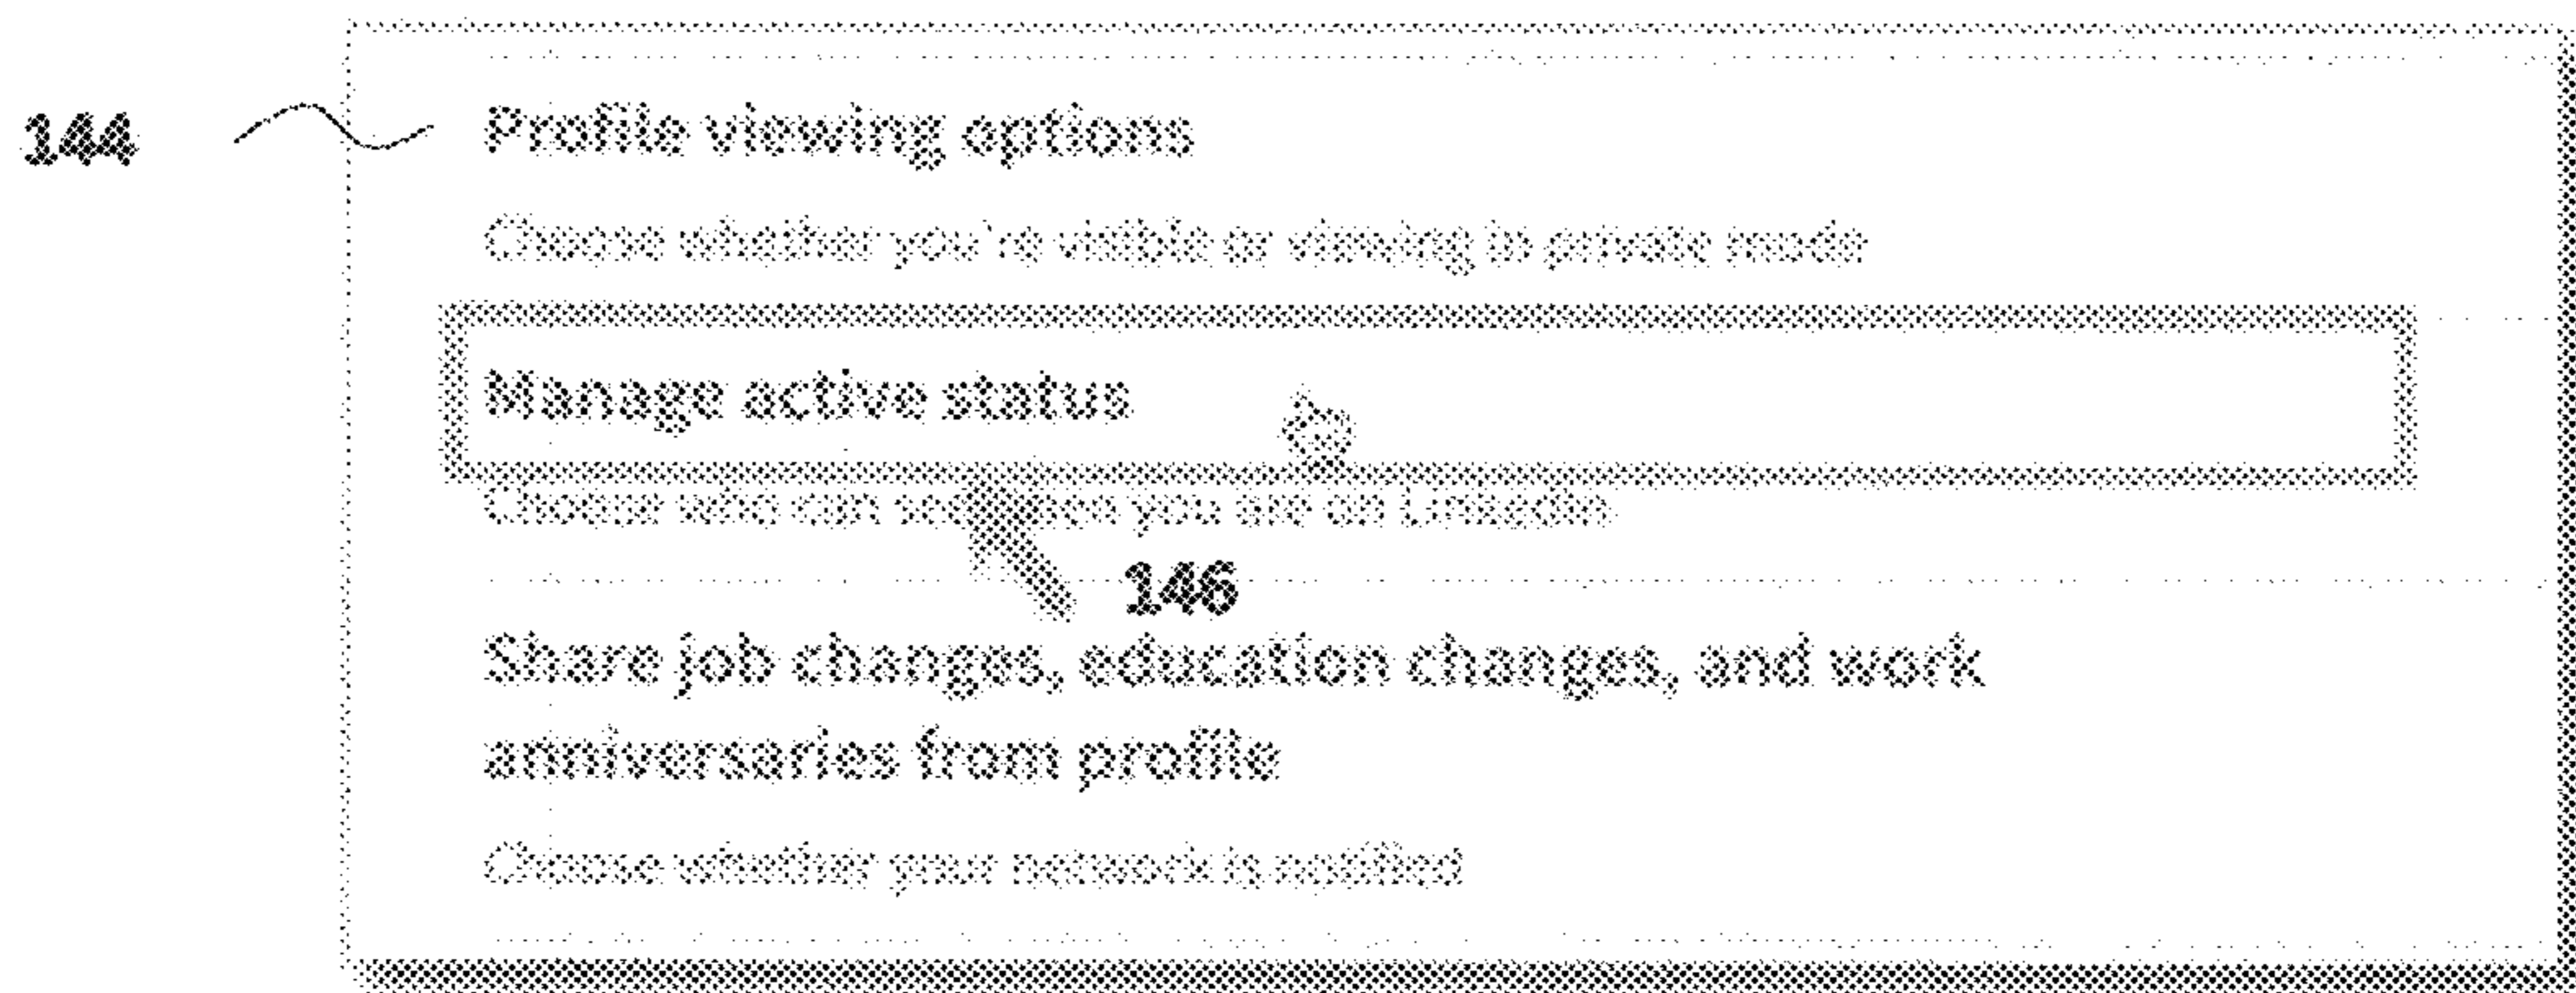 144 Profile viewing options
Choose whether you're visible or viewing in private mode
Manage active status
Choose who can see you are on LinkedIn
146
Share job changes, education changes, and work
anniversaries from profile
Choose whether your network is notified